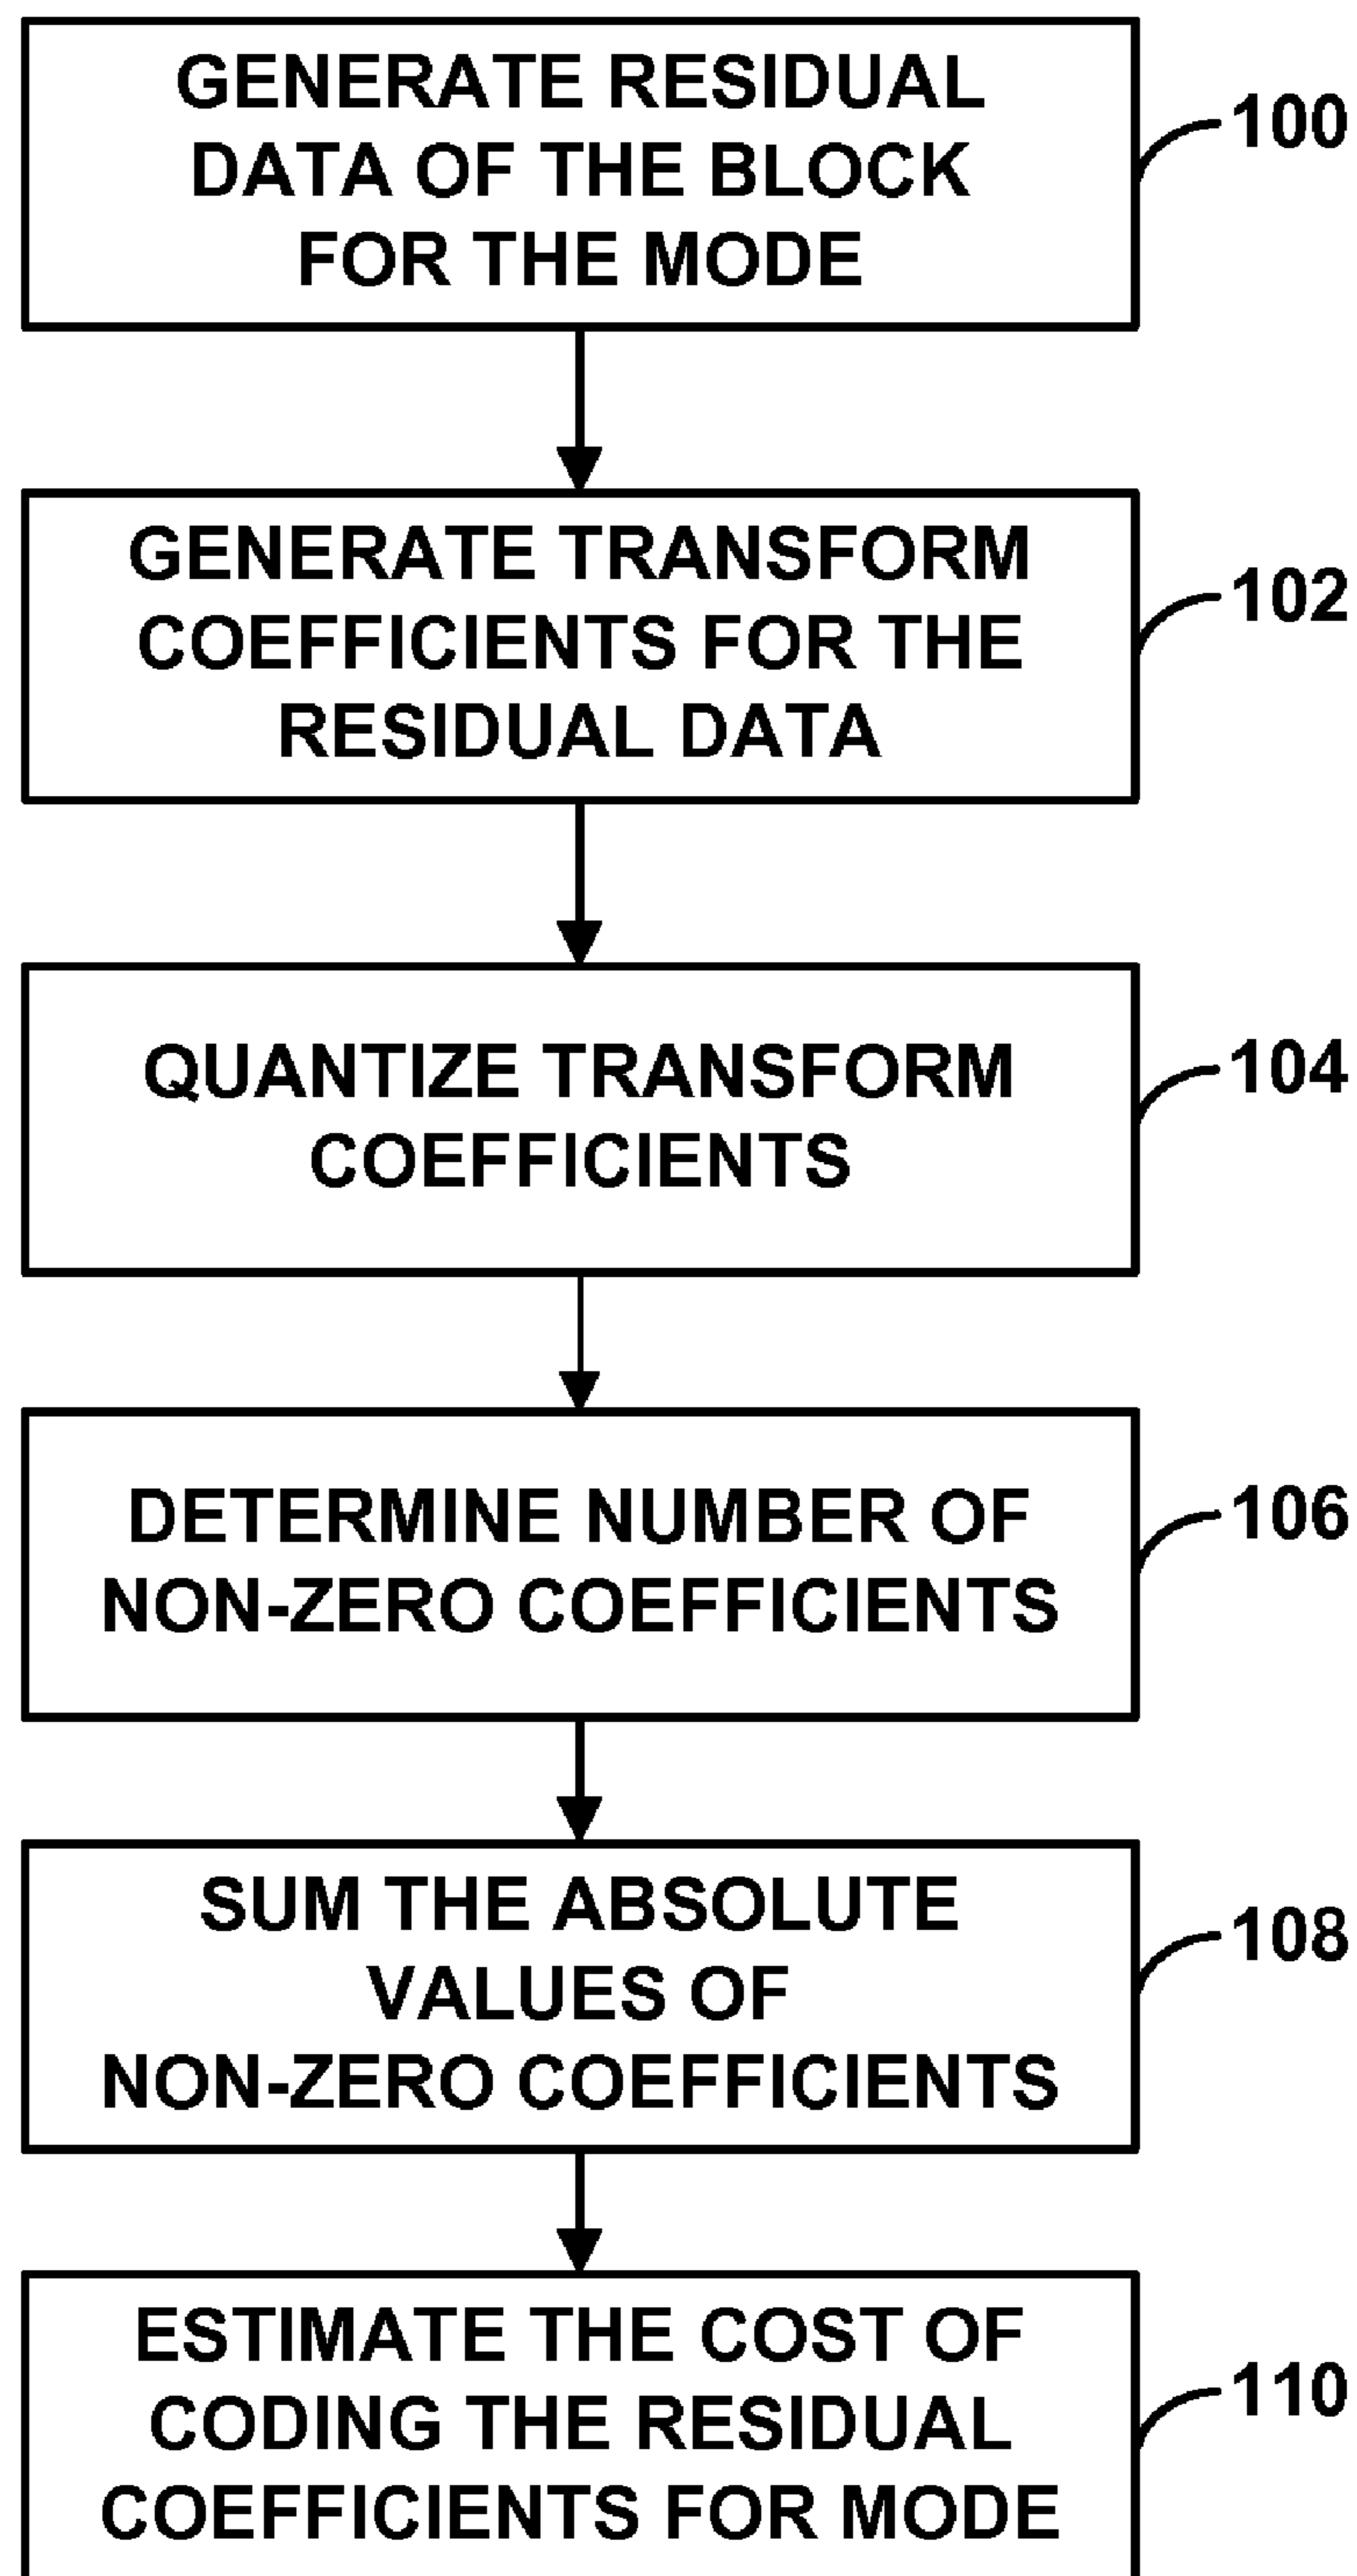 GENERATE RESIDUAL
DATA OF THE BLOCK
FOR THE MODE
100
GENERATE TRANSFORM
COEFFICIENTS FOR THE
RESIDUAL DATA
102
QUANTIZE TRANSFORM
COEFFICIENTS
104
DETERMINE NUMBER OF
NON-ZERO COEFFICIENTS
106
SUM THE ABSOLUTE
VALUES OF
NON-ZERO COEFFICIENTS
108
ESTIMATE THE COST OF
CODING THE RESIDUAL
COEFFICIENTS FOR MODE
110